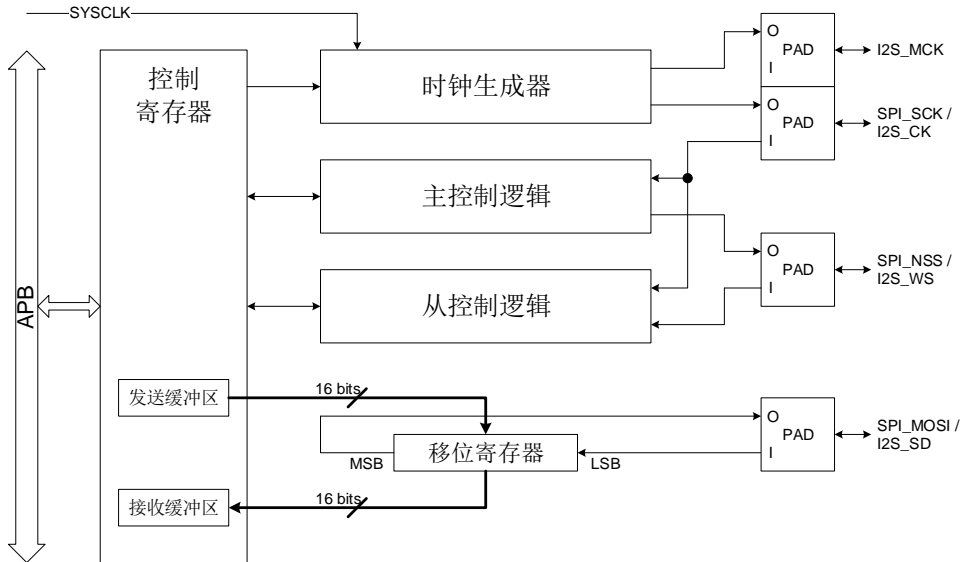 SYSCLK
APB
控制
寄存器
时钟生成器
O
PAD
I
I2S_MCK
O
PAD
I
SPI_SCK /
I2S_CK
主控制逻辑
从控制逻辑
O
PAD
I
SPI_NSS /
I2S_WS
发送缓冲区
16 bits
MSB
移位寄存器
LSB
O
PAD
I
SPI_MOSI /
I2S_SD
接收缓冲区
16 bits